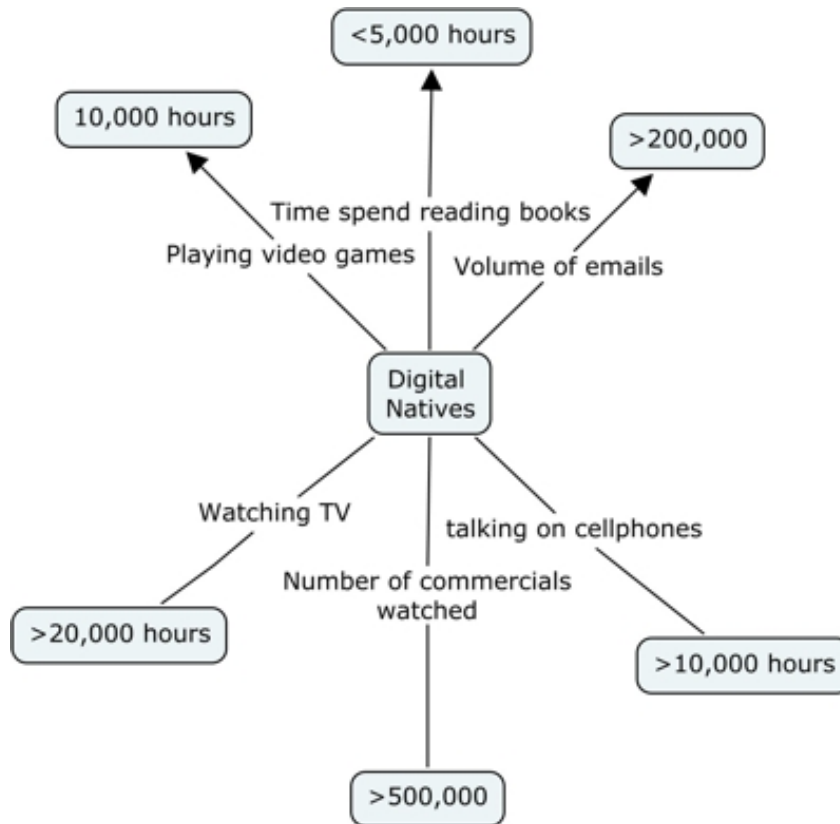 <5,000 hours
10,000 hours
>200,000
Time spend reading books
Playing video games
Volume of emails
Digital
Natives
Watching TV
talking on cellphones
Number of commercials
watched
>20,000 hours
>10,000 hours
>500,000